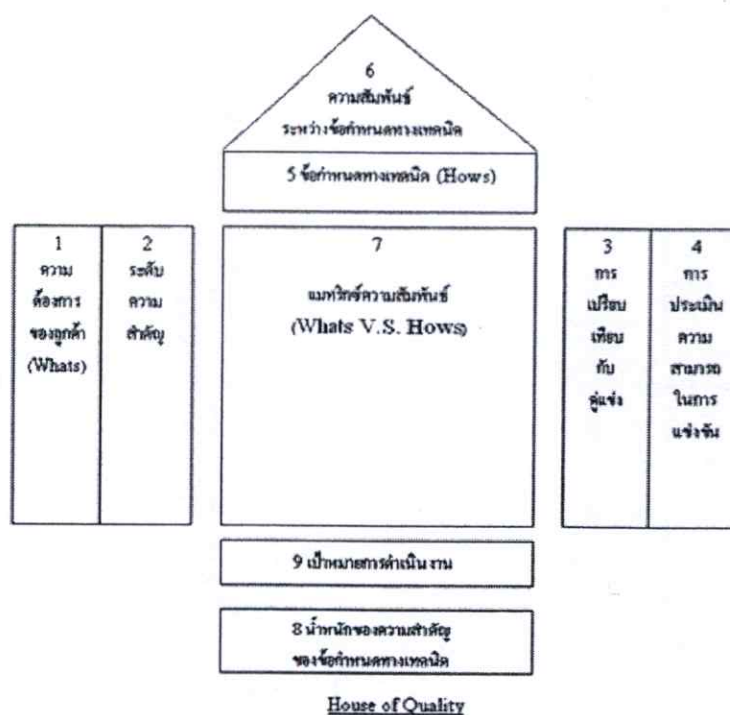 6
ความสัมพันธ์
ระหว่างข้อกำหนดทางเทคนิค
5 ข้อกำหนดทางเทคนิค (Hows)
1
ความ
ต้องการ
ของลูกค้า
(Whats)
2
ระดับ
ความ
สำคัญ
7
แมทริกซ์ความสัมพันธ์
(Whats V.S. Hows)
3
การ
เปรียบ
เทียบ
กับ
คู่แข่ง
4
การ
ประเมิน
ความ
สามารถ
ในการ
แข่งขัน
9 เป้าหมายการดำเนินงาน
8 น้ำหนักของความสำคัญ
ของข้อกำหนดทางเทคนิค
House of Quality